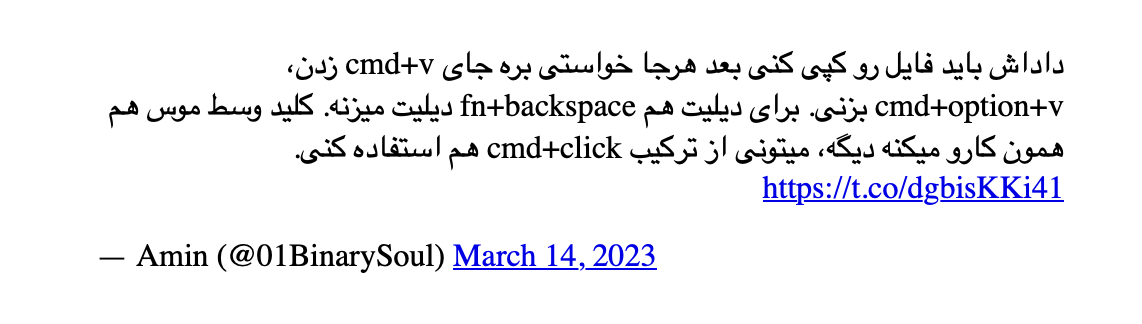 داداش باید فایل رو کپی کنی بعد هرجا خواستی بره جای cmd+v زدن،
cmd+option+v بزنی. برای دیلیت هم fn+backspace دیلیت میزنه. کلید وسط موس هم
همون کارو میکنه دیگه، میتونی از ترکیب cmd+click هم استفاده کنی.
https://t.co/dgbisKKi41
— Amin (@01BinarySoul) March 14, 2023